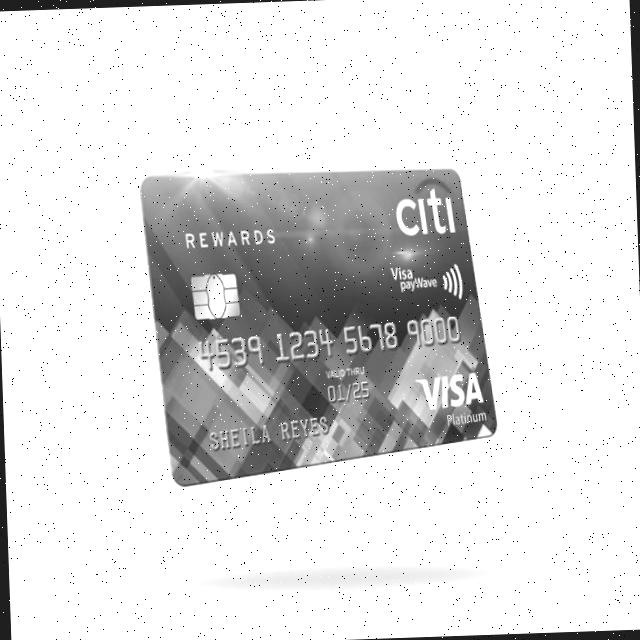 citi
REWARDS
Visa
payWave
4539 1234 5678 9000
VALID THRU
01/25
SHEILA REYES
VISA
Platinum